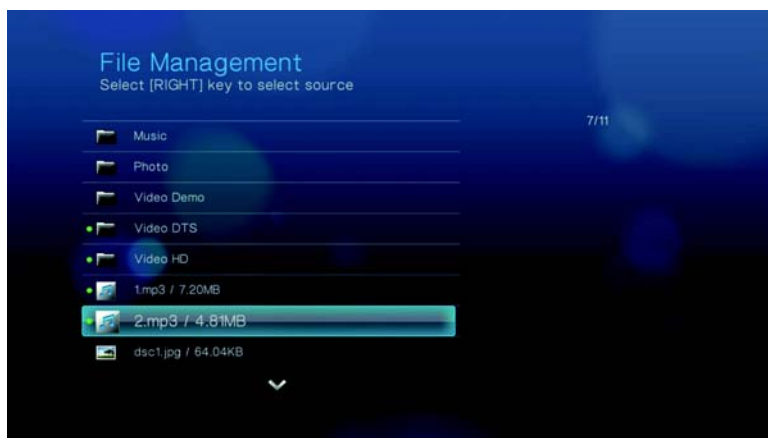 File Management
Select [RIGHT] key to select source
7/11
Music
Photo
Video Demo
Video DTS
Video HD
1.mp3 / 7.20MB
2.mp3 / 4.81MB
dsc1.jpg / 64.04KB